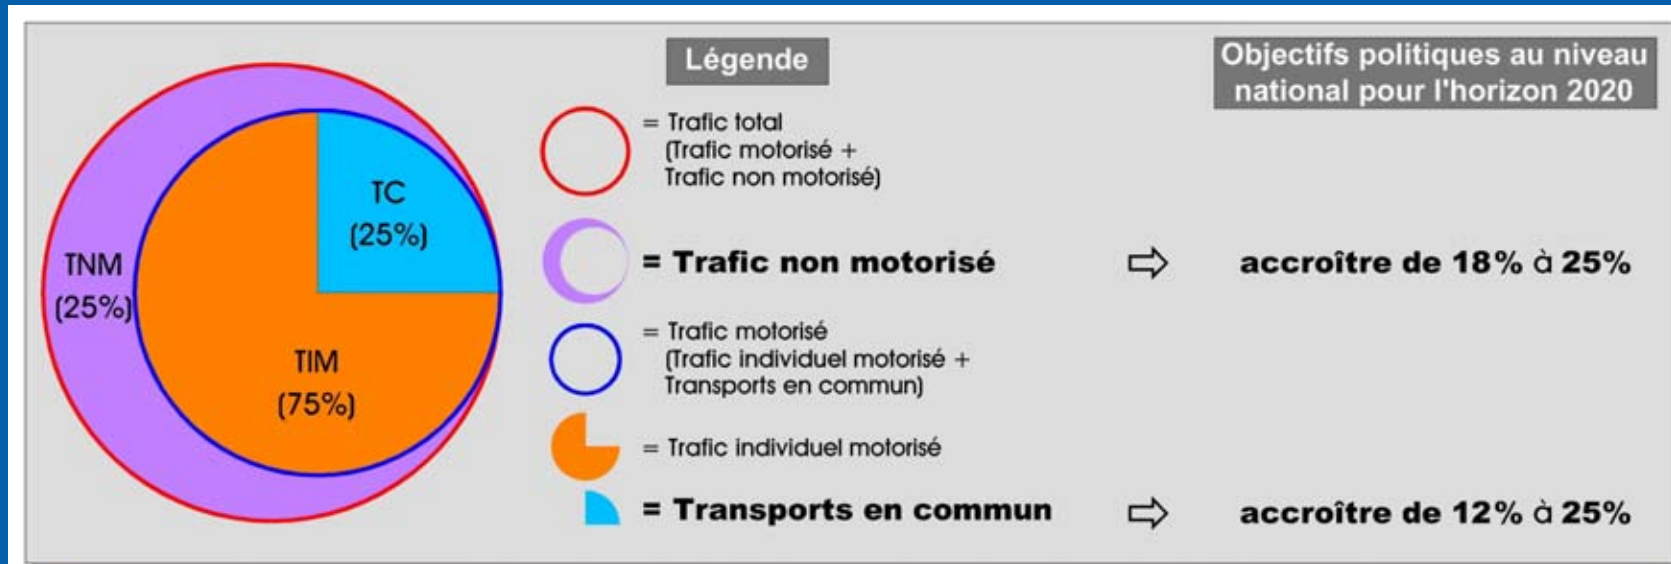 TC
(25%)
TNM
(25%)
TIM
(75%)
Légende
= Trafic total
(Trafic motorisé +
Trafic non motorisé)
= Trafic non motorisé
= Trafic motorisé
(Trafic individuel motorisé +
Transports en commun)
= Trafic individuel motorisé
= Transports en commun
Objectifs politiques au niveau
national pour l'horizon 2020
accroître de 18% à 25%
accroître de 12% à 25%